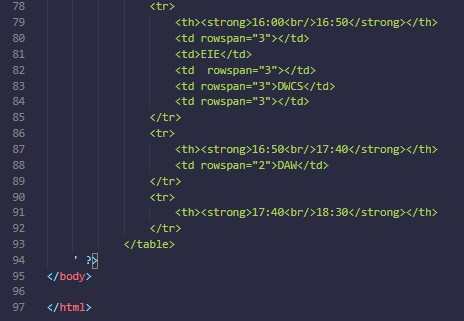 78 <tr>
79 <th><strong>16:00<br/>16:50</strong></th>
80 <td rowspan="3"></td>
81 <td>EIE</td>
82 <td  rowspan="3"></td>
83 <td rowspan="3">DWCS</td>
84 <td rowspan="3"></td>
85 </tr>
86 <tr>
87 <th><strong>16:50<br/>17:40</strong></th>
88 <td rowspan="2">DAW</td>
89 </tr>
90 <tr>
91 <th><strong>17:40<br/>18:30</strong></th>
92 </tr>
93 </table>
94 ' ?>
95 </body>
96
97 </html>